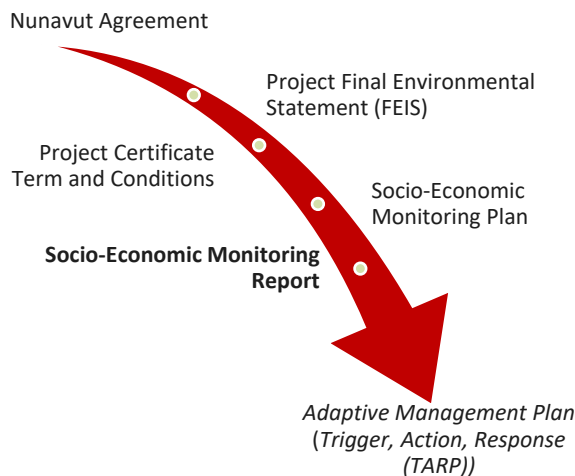 Nunavut Agreement
Project Final Environmental
Statement (FEIS)
Project Certificate
Term and Conditions
Socio-Economic
Monitoring Plan
Socio-Economic Monitoring
Report
Adaptive Management Plan
(Trigger, Action, Response
(TARP))